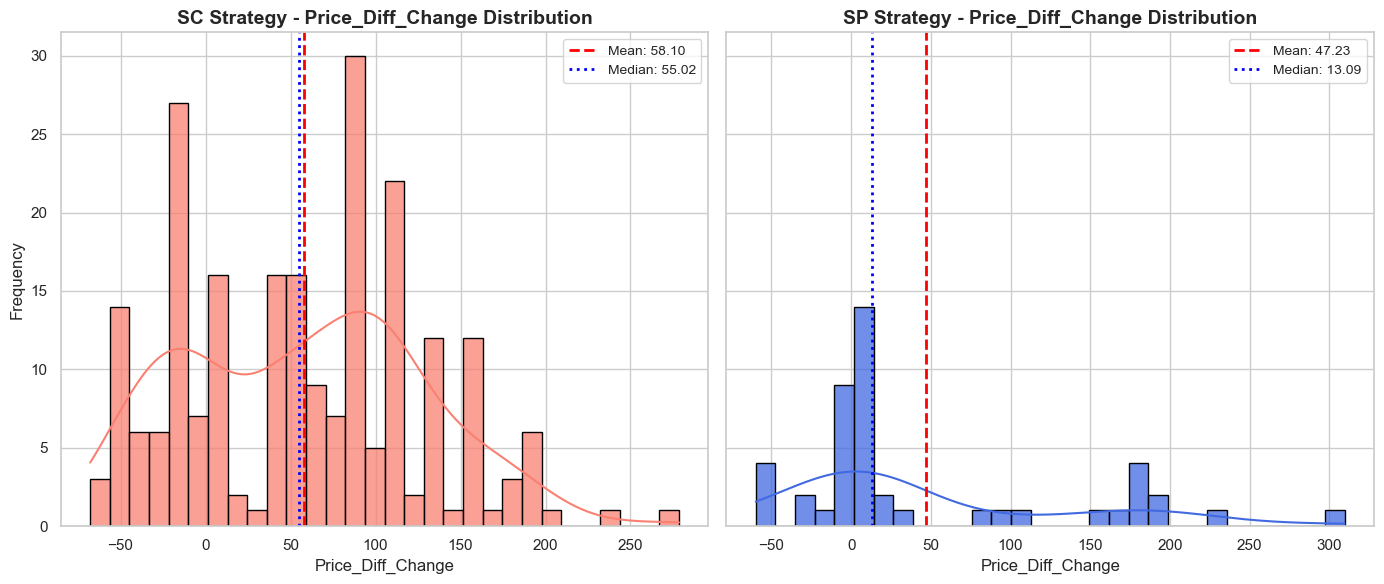 SC Strategy - Price_Diff_Change Distribution
Mean: 58.10
Median: 55.02
30
25
20
15
10
5
0
Frequency
−50
0
50
100
150
200
250
Price_Diff_Change
SP Strategy - Price_Diff_Change Distribution
Mean: 47.23
Median: 13.09
−50
0
50
100
150
200
250
300
Price_Diff_Change